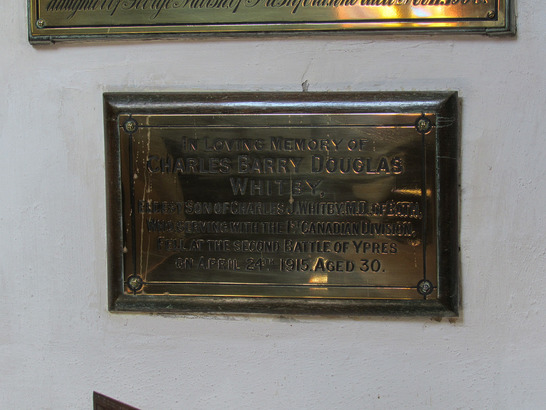 IN LOVING MEMORY OF
CHARLES BARRY DOUGLAS
WHITBY,
ELDEST SON OF CHARLES J. WHITBY, M.D. OF BATH,
WHO SERVING WITH THE 1ST CANADIAN DIVISION,
FELL AT THE SECOND BATTLE OF YPRES
ON APRIL 24TH 1915. AGED 30.